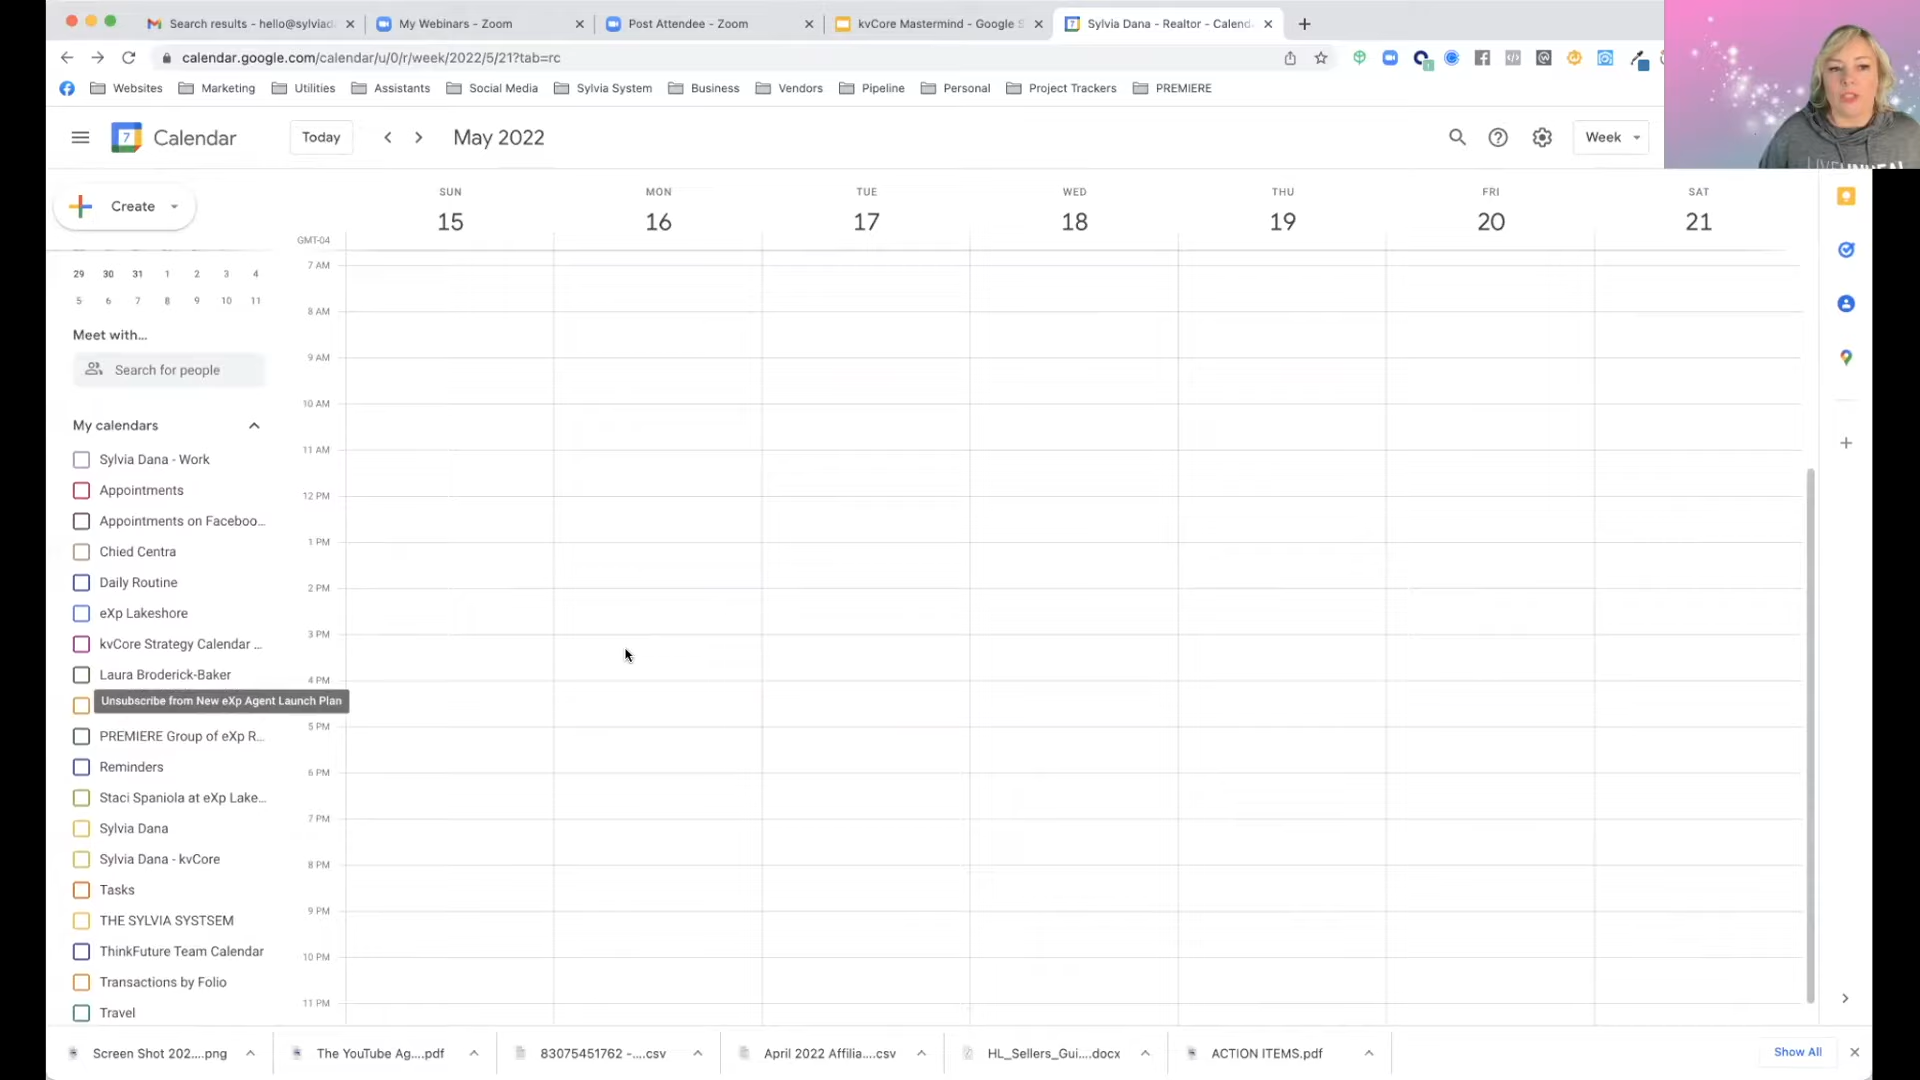 Search results - hello@sylviad
My Webinars - Zoom
Post Attendee - Zoom
kvCore Mastermind - Google S
Sylvia Dana - Realtor - Calend
calendar.google.com/calendar/u/0/r/week/2022/5/21?tab=rc
Websites
Marketing
Utilities
Assistants
Social Media
Sylvia System
Business
Vendors
Pipeline
Personal
Project Trackers
PREMIERE
7
Calendar
Today
May 2022
Week
Create
SUN
MON
TUE
WED
THU
FRI
SAT
15
16
17
18
19
20
21
GMT-04
29 30 31 1 2 3 4
5 6 7 8 9 10 11
Meet with...
Search for people
My calendars
Sylvia Dana - Work
Appointments
Appointments on Faceboo...
Chied Centra
Daily Routine
eXp Lakeshore
kvCore Strategy Calendar ...
Laura Broderick-Baker
Unsubscribe from New eXp Agent Launch Plan
PREMIERE Group of eXp R...
Reminders
Staci Spaniola at eXp Lake...
Sylvia Dana
Sylvia Dana - kvCore
Tasks
THE SYLVIA SYSTSEM
ThinkFuture Team Calendar
Transactions by Folio
Travel
7 AM
8 AM
9 AM
10 AM
11 AM
12 PM
1 PM
2 PM
3 PM
4 PM
5 PM
6 PM
7 PM
8 PM
9 PM
10 PM
11 PM
Screen Shot 202....png
The YouTube Ag....pdf
83075451762 -....csv
April 2022 Affilia....csv
HL_Sellers_Gui....docx
ACTION ITEMS.pdf
Show All